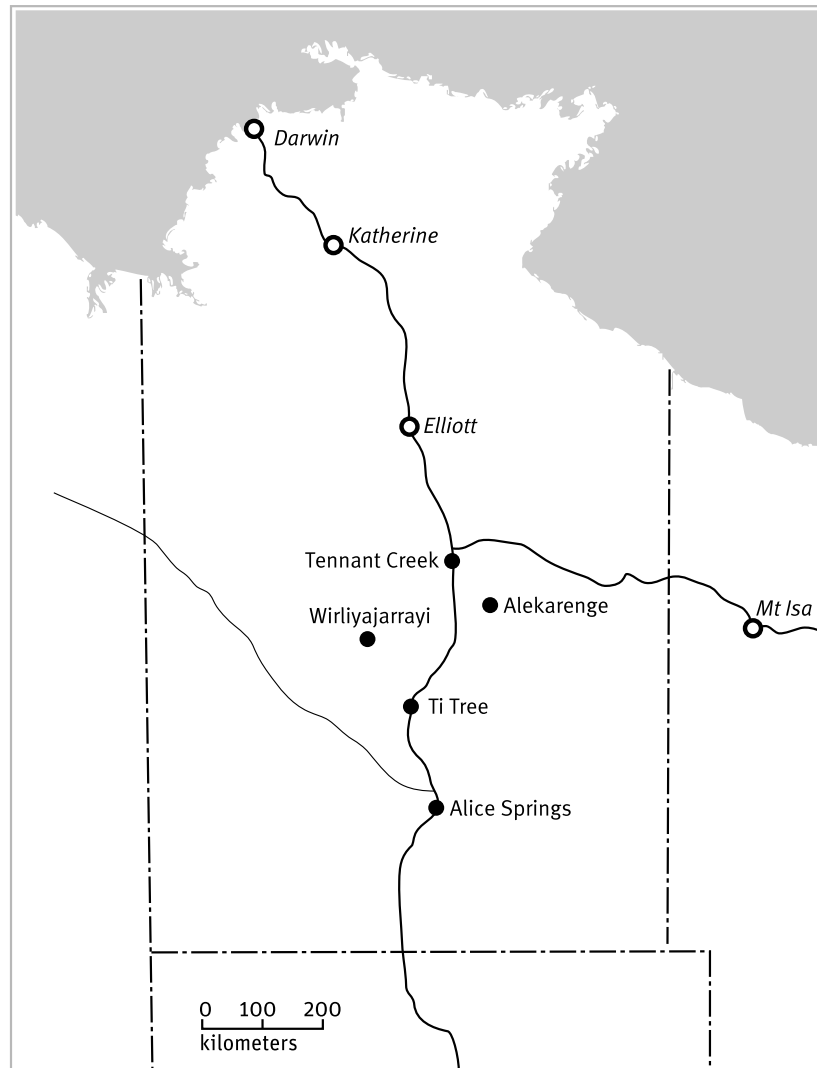 Darwin
Katherine
Elliott
Tennant Creek
Alekarenge
Mt Isa
Wirliyajarrayi
Ti Tree
Alice Springs
0 100 200
kilometers